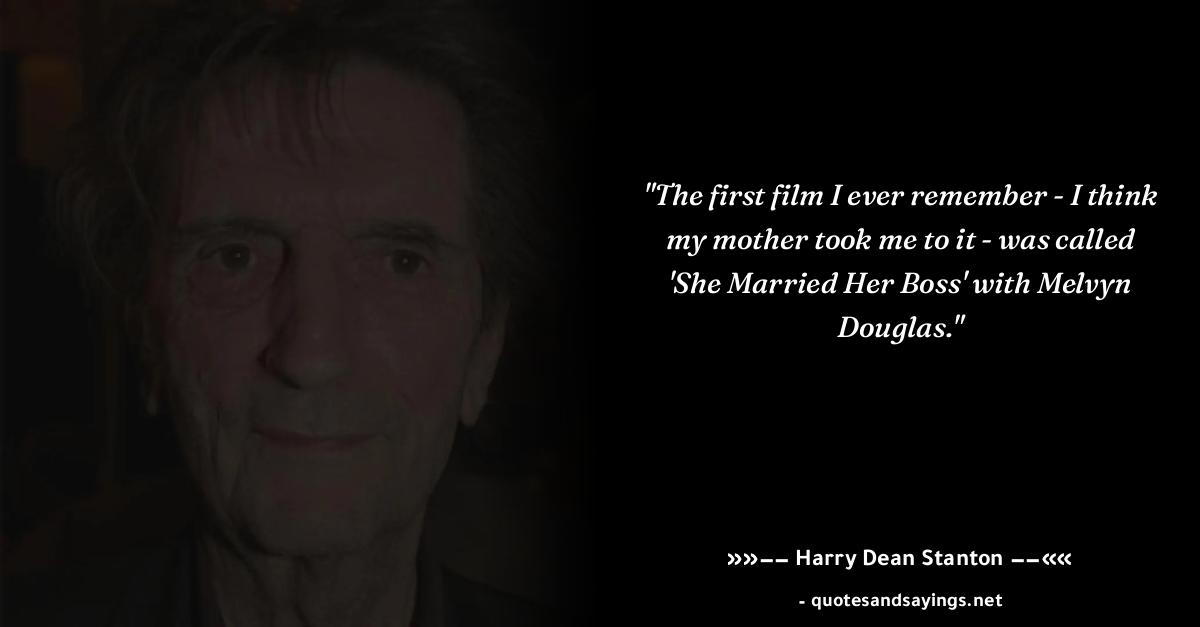 "The first film I ever remember - I think
my mother took me to it - was called
'She Married Her Boss' with Melvyn
Douglas."
»»−− Harry Dean Stanton −−««
- quotesandsayings.net